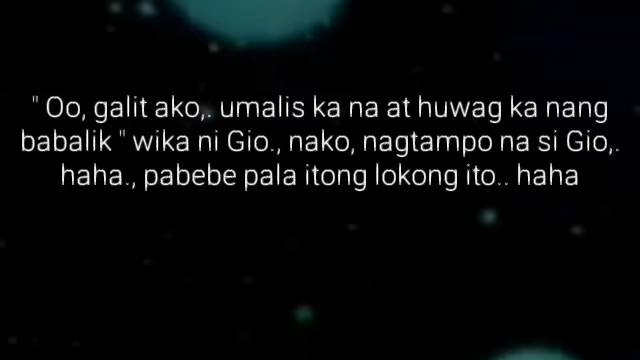 " Oo, galit ako,. umalis ka na at huwag ka nang
babalik " wika ni Gio., nako, nagtampo na si Gio,.
haha., pabebe pala itong lokong ito.. haha